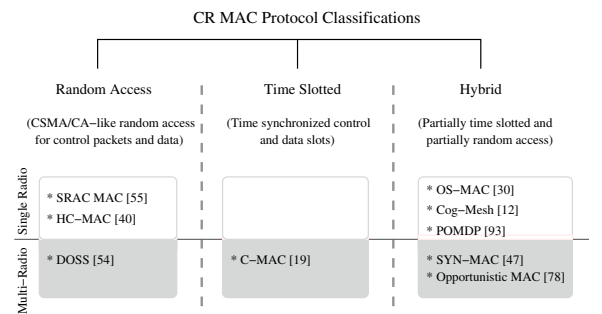 CR MAC Protocol Classifications
Random Access
(CSMA/CA−like random access
for control packets and data)
Time Slotted
(Time synchronized control
and data slots)
Hybrid
(Partially time slotted and
partially random access)
Single Radio
* SRAC MAC [55]
* HC−MAC [40]
* OS−MAC [30]
* Cog−Mesh [12]
* POMDP [93]
Multi−Radio
* DOSS [54]
* C−MAC [19]
* SYN−MAC [47]
* Opportunistic MAC [78]